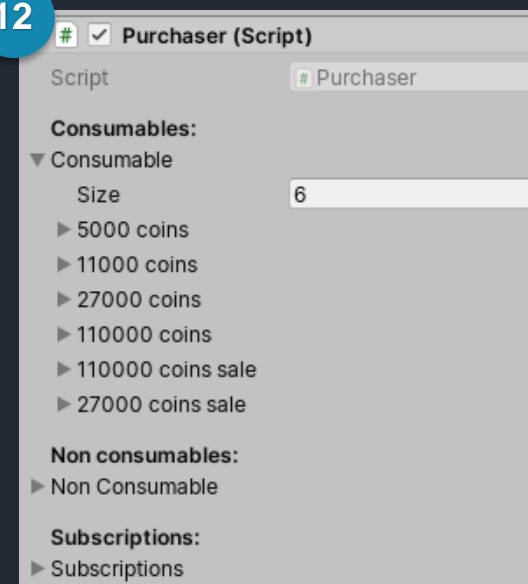 12
# Purchaser (Script)
Script # Purchaser
Consumables:
Consumable
Size 6
5000 coins
11000 coins
27000 coins
110000 coins
110000 coins sale
27000 coins sale
Non consumables:
Non Consumable
Subscriptions:
Subscriptions